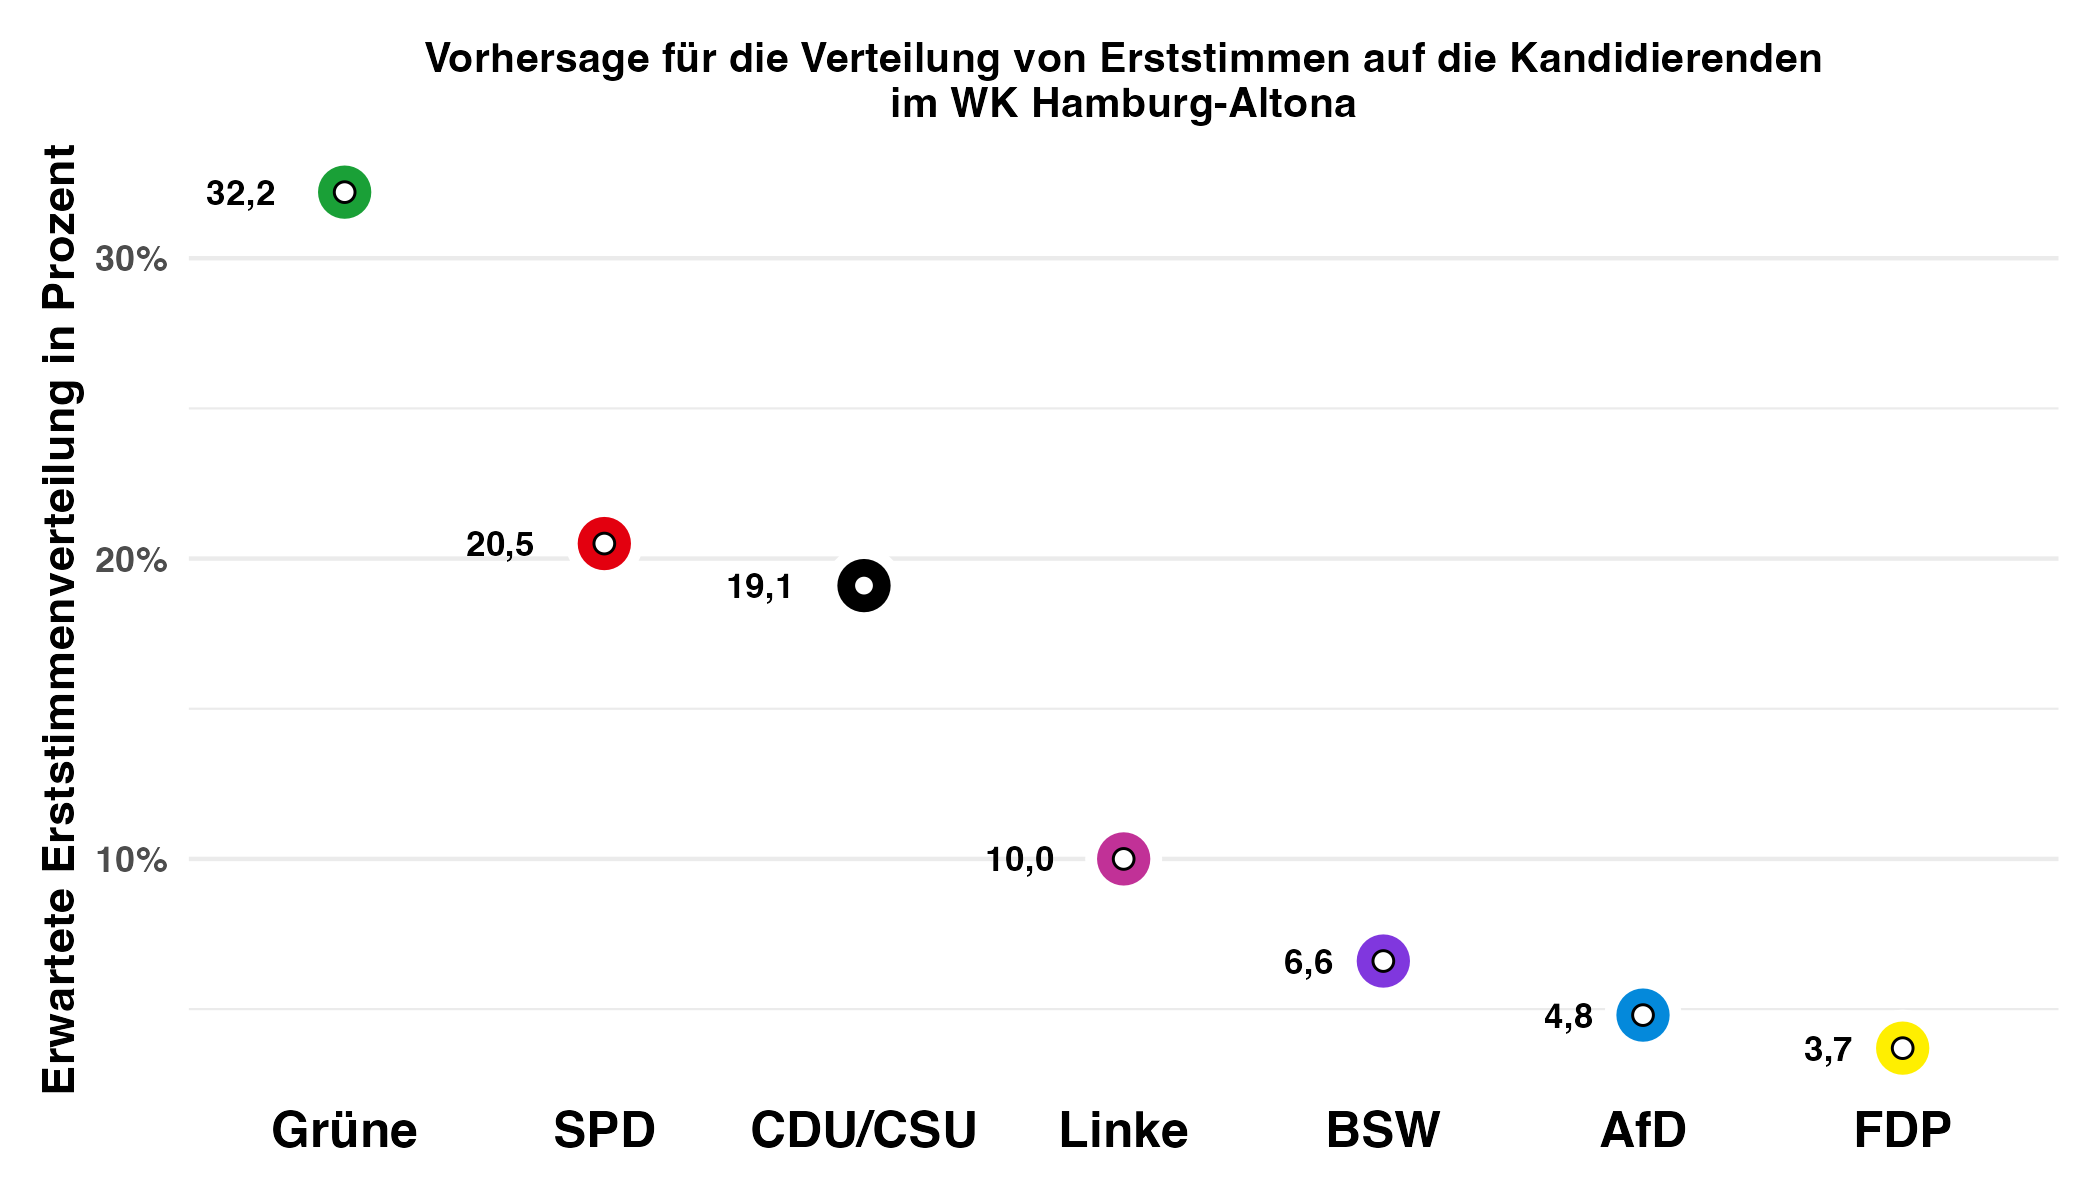 Vorhersage für die Verteilung von Erststimmen auf die Kandidierenden
im WK Hamburg-Altona
Erwartete Erststimmenverteilung in Prozent
30%
20%
10%
32,2
20,5
19,1
10,0
6,6
4,8
3,7
Grüne
SPD
CDU/CSU
Linke
BSW
AfD
FDP